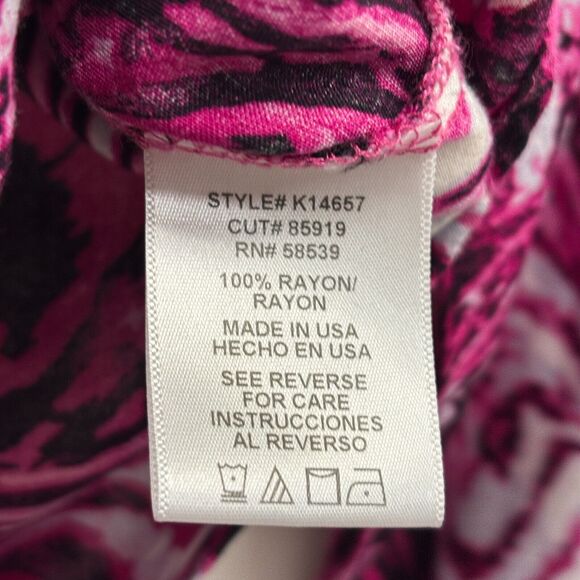 STYLE# K14657
CUT# 85919
RN# 58539
100% RAYON/
RAYON
MADE IN USA
HECHO EN USA
SEE REVERSE
FOR CARE
INSTRUCCIONES
AL REVERSO